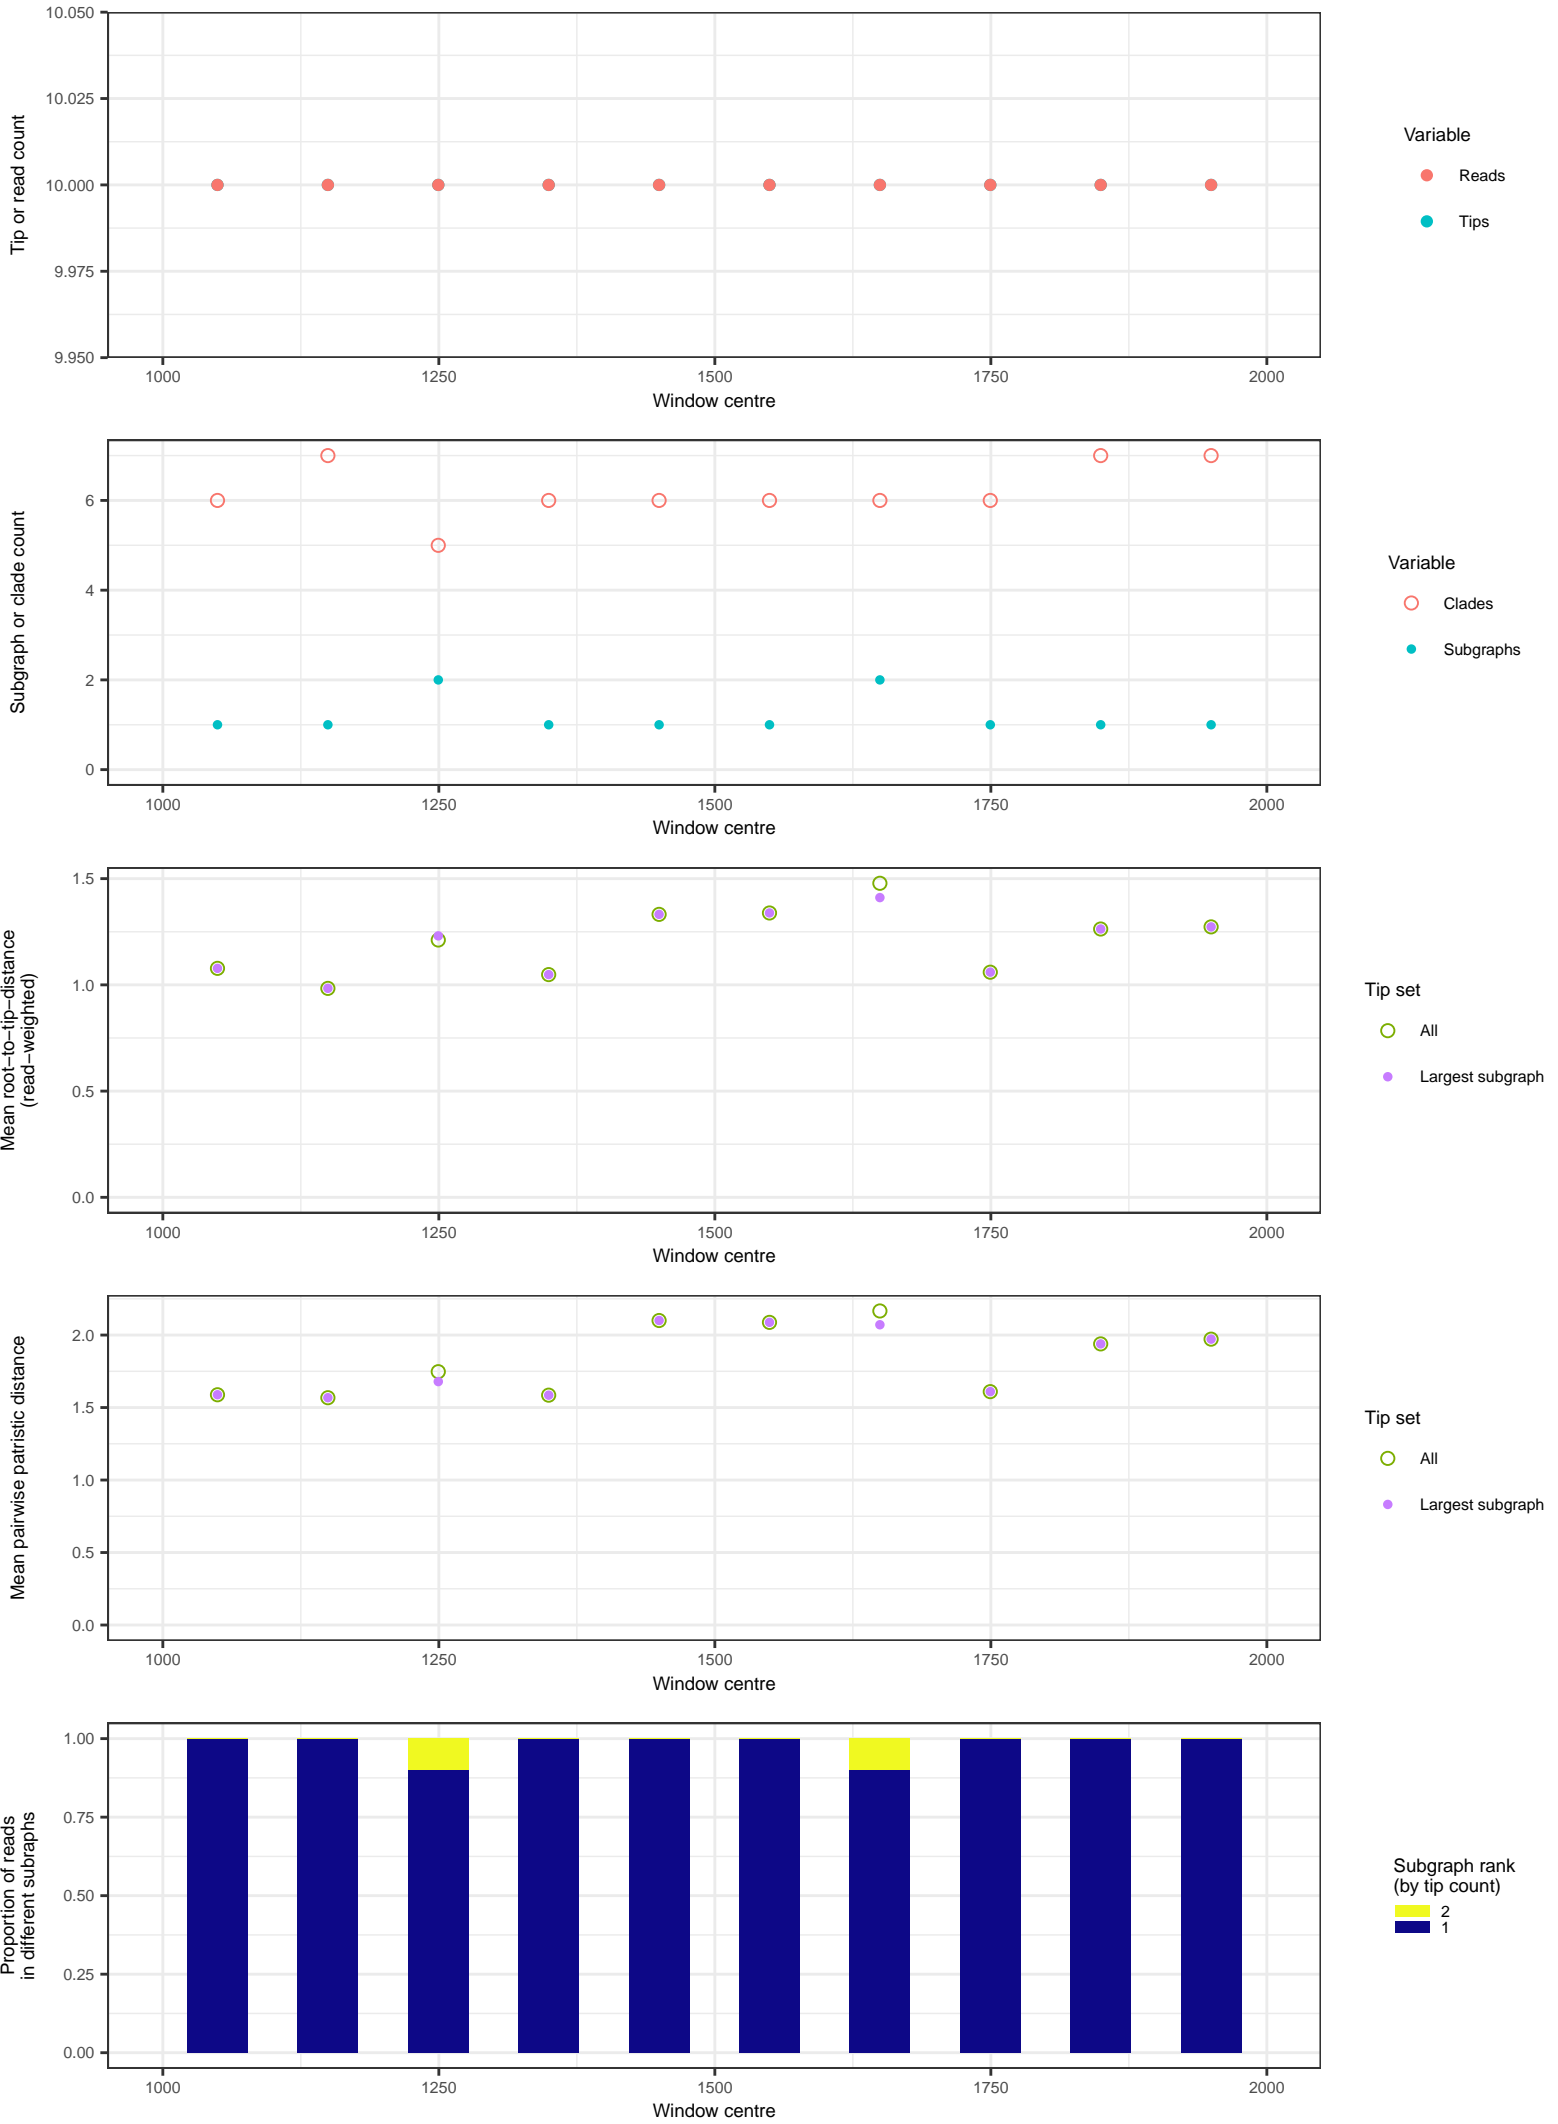 10.050
10.025
10.000
9.975
9.950
Tip or read count
1000 1250 1500 1750 2000
Window centre
Variable
Reads
Tips
6
4
2
0
Subgraph or clade count
1000 1250 1500 1750 2000
Window centre
Variable
Clades
Subgraphs
1.5
1.0
0.5
0.0
Mean root−to−tip−distance
(read−weighted)
1000 1250 1500 1750 2000
Window centre
Tip set
All
Largest subgraph
2.0
1.5
1.0
0.5
0.0
Mean pairwise patristic distance
1000 1250 1500 1750 2000
Window centre
Tip set
All
Largest subgraph
1.00
0.75
0.50
0.25
0.00
Proportion of reads
in different subraphs
1000 1250 1500 1750 2000
Window centre
Subgraph rank
(by tip count)
2
1